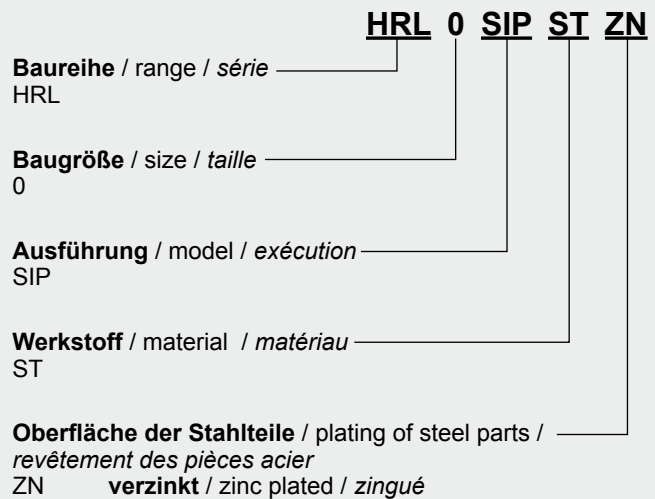 HRL 0 SIP ST ZN
Baureihe / range / série
HRL
Baugröße / size / taille
0
Ausführung / model / exécution
SIP
Werkstoff / material / matériau
ST
Oberfläche der Stahlteile / plating of steel parts /
revêtement des pièces acier
ZN verzinkt / zinc plated / zingué